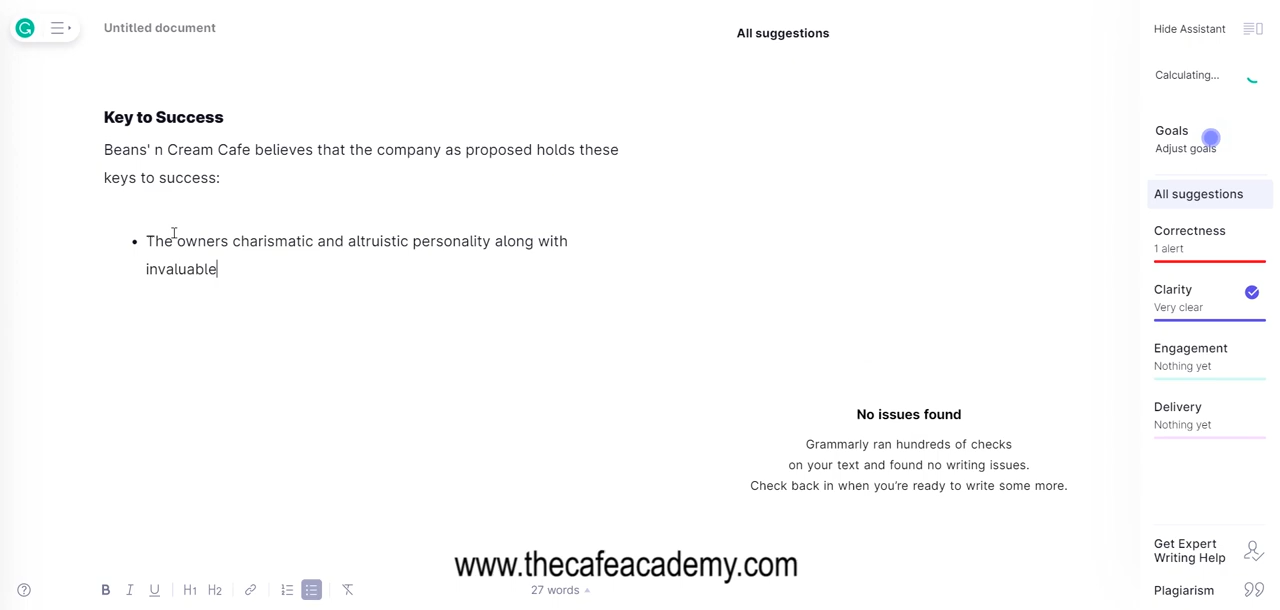 Untitled document
All suggestions
Hide Assistant
Calculating...
Key to Success
Goals
Adjust goals
Beans' n Cream Cafe believes that the company as proposed holds these
keys to success:
All suggestions
• The owners charismatic and altruistic personality along with
invaluable
Correctness
1 alert
Clarity
Very clear
Engagement
Nothing yet
Delivery
Nothing yet
No issues found
Grammarly ran hundreds of checks
on your text and found no writing issues.
Check back in when you're ready to write some more.
Get Expert
Writing Help
www.thecafeacademy.com
B I U H1 H2
27 words
Plagiarism